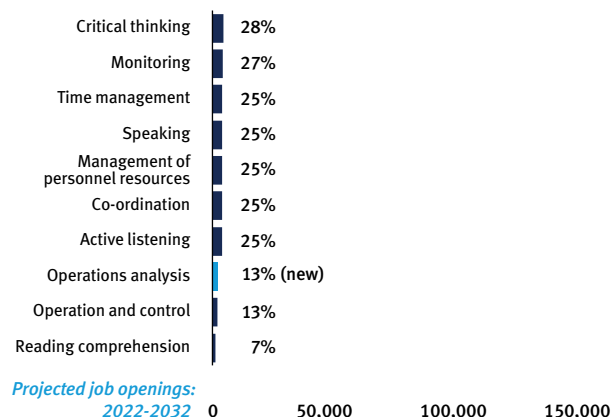 Critical thinking 28%
Monitoring 27%
Time management 25%
Speaking 25%
Management of
personnel resources 25%
Co-ordination 25%
Active listening 25%
Operations analysis 13% (new)
Operation and control 13%
Reading comprehension 7%
Projected job openings:
2022-2032 0 50,000 100,000 150,000